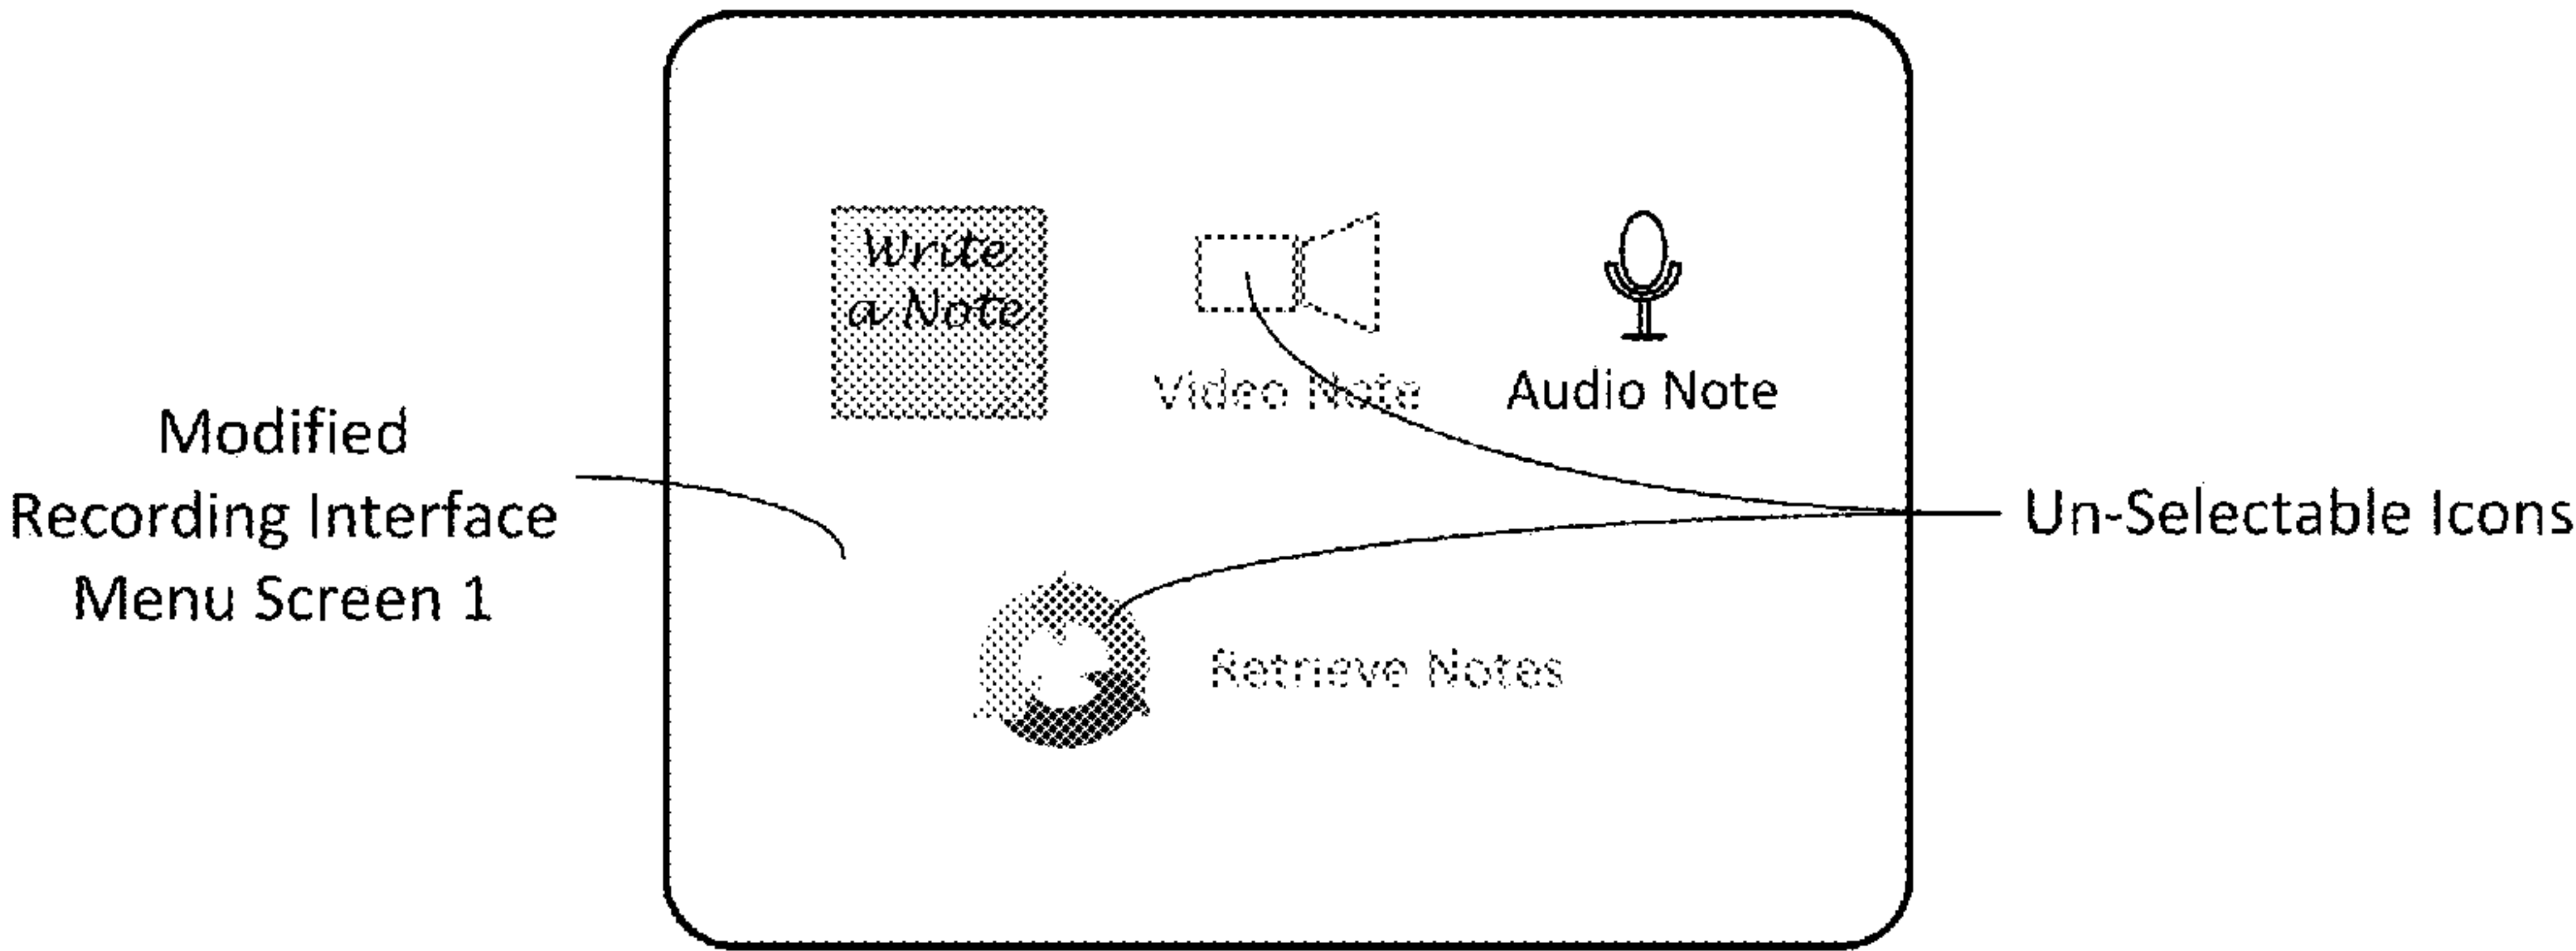 Write
a Note
Video Note
Audio Note
Modified
Recording Interface
Menu Screen 1
Un-Selectable Icons
Retrieve Notes